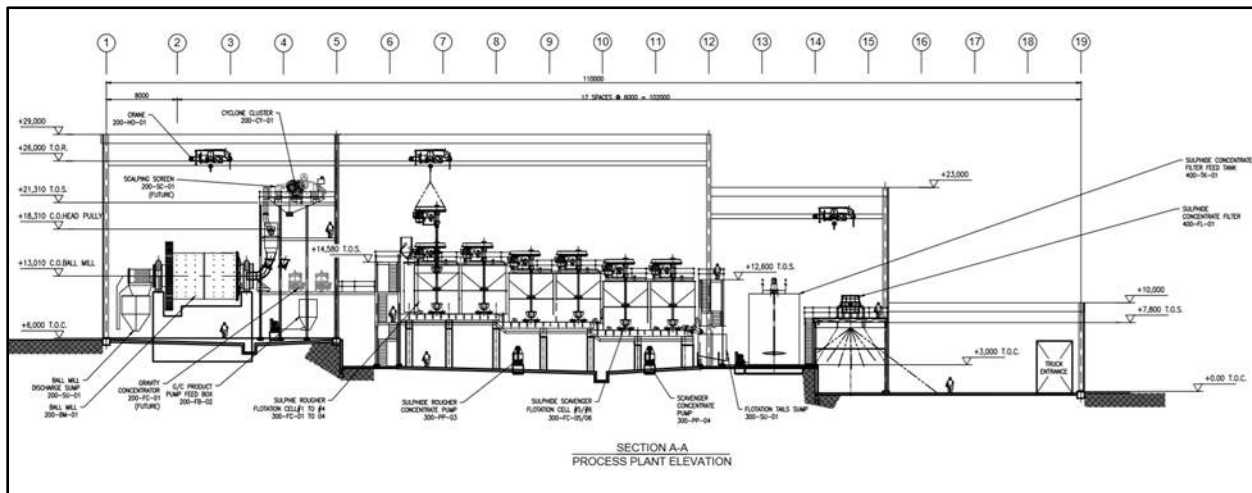 1 2 3 4 5 6 7 8 9 10 11 12 13 14 15 16 17 18 19
110000
8000
17 SPACES @ 6000 = 102000
+29,000
CRANE
200-HO-01
CYCLONE CLUSTER
200-CY-01
+26,000 T.O.R.
SCALPING SCREEN
200-SC-01
(FUTURE)
+21,310 T.O.S.
+18,310 C.O.HEAD PULLY
+14,580 T.O.S.
+13,010 C.O.BALL MILL
+6,000 T.O.C.
+23,000
SULPHIDE CONCENTRATE
FILTER FEED TANK
400-TK-01
SULPHIDE
CONCENTRATE FILTER
400-FL-01
+12,600 T.O.S.
+10,000
+7,800 T.O.S.
+3,000 T.O.C.
TRUCK
ENTRANCE
+0.00 T.O.C.
BALL MILL
DISCHARGE SUMP
200-SU-01
BALL MILL
200-BM-01
GRAVITY
CONCENTRATOR
200-FC-01
(FUTURE)
G/C PRODUCT
PUMP FEED BOX
200-FB-02
SULPHIE ROUGHER
FLOTATION CELL#1 TO #4
300-FC-01 TO 04
SULPHIDE ROUGHER
CONCENTRATE PUMP
300-PP-03
SULPHIDE SCAVENGER
FLOTATION CELL #5/#6
300-FC-05/06
SCAVENGER
CONCENTRATE
PUMP
300-PP-04
FLOTATION TAILS SUMP
300-SU-01
SECTION A-A
PROCESS PLANT ELEVATION